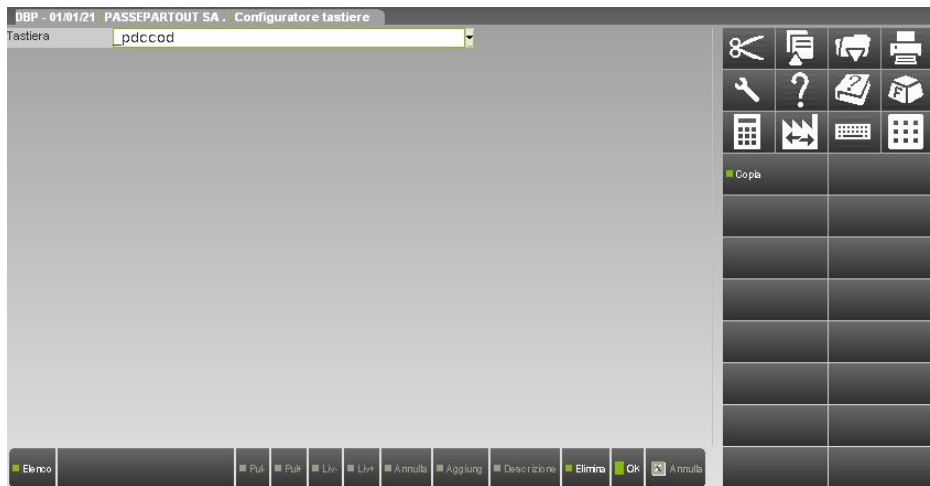 DBP - 01/01/21 PASSEPARTOUT SA . Configuratore tastiere
Tastiera _pdccod
Copia
Elenco Pul- Pul+ Liv- Liv+ Annulla Aggiung Descrizione Elimina OK Annulla